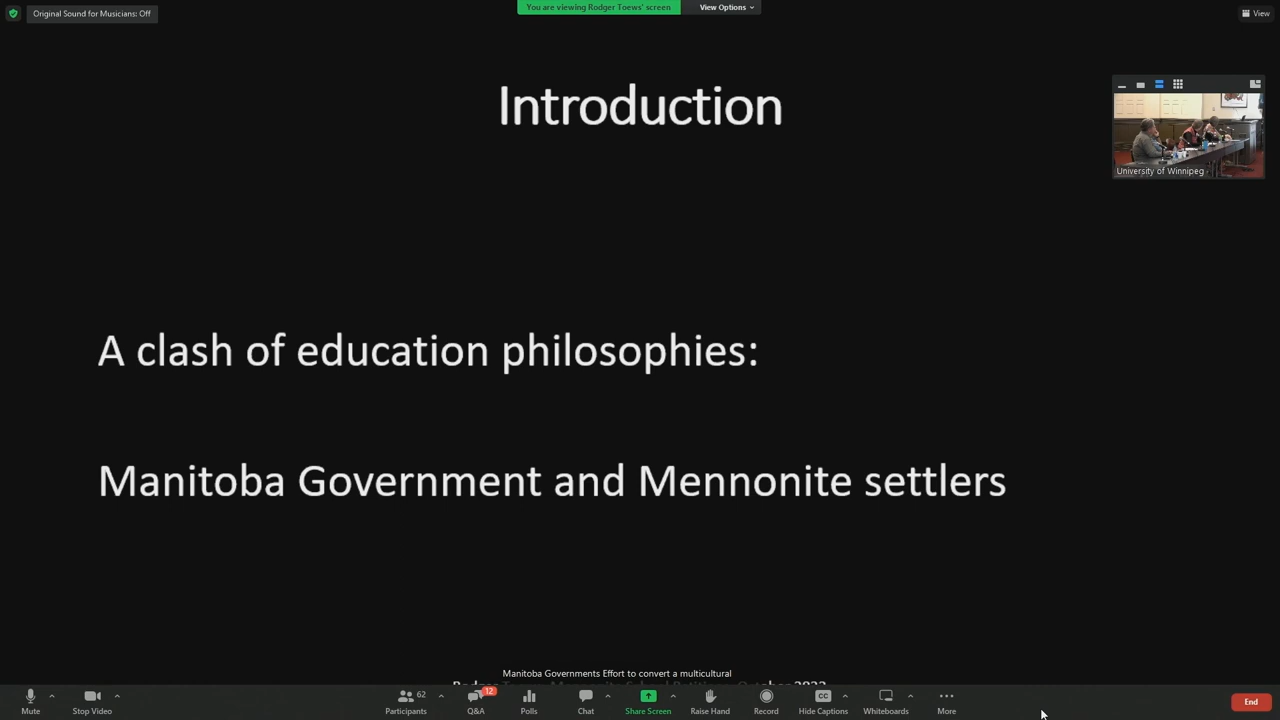 Original Sound for Musicians: Off
You are viewing Rodger Toews' screen
View Options
View
Introduction
University of Winnipeg
A clash of education philosophies:
Manitoba Government and Mennonite settlers
Manitoba Governments Effort to convert a multicultural
Mute
Stop Video
62
Participants
12
Q&A
Polls
Chat
Share Screen
Raise Hand
Record
CC
Hide Captions
Whiteboards
More
End